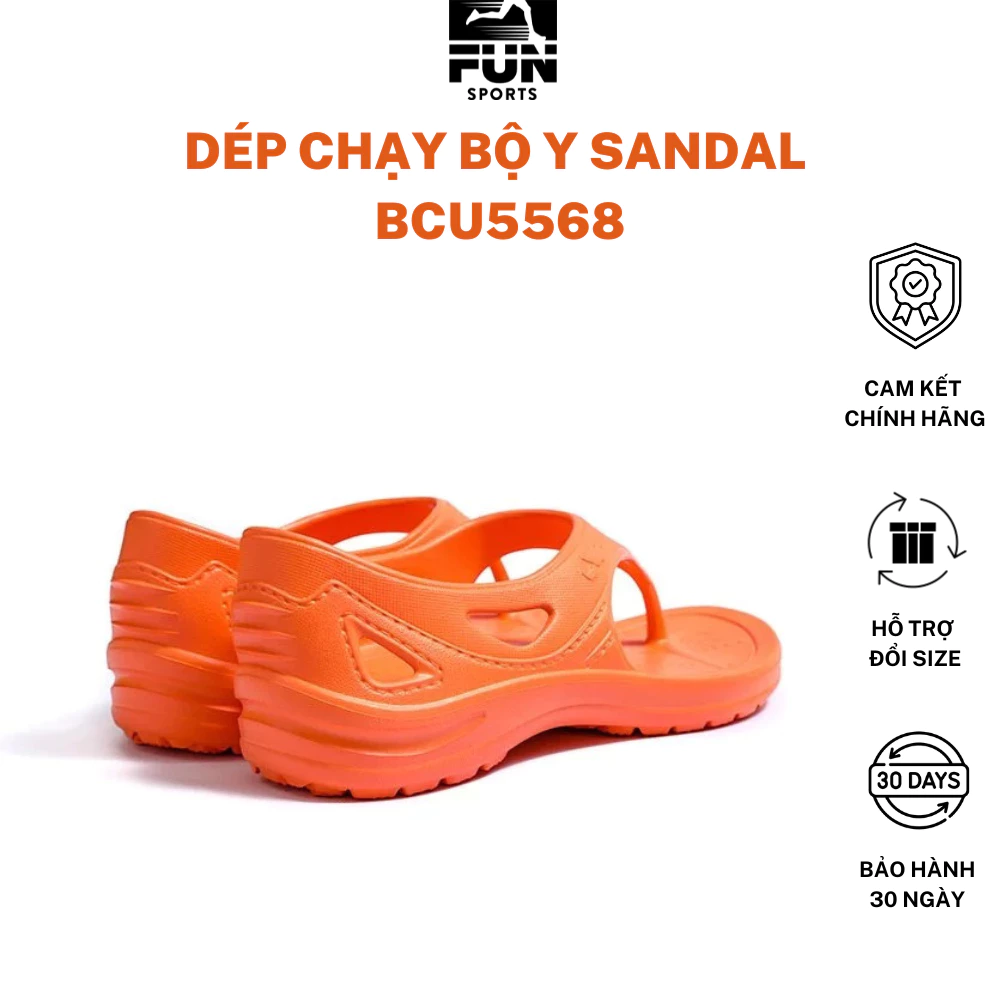 FUN
SPORTS
DÉP CHẠY BỘ Y SANDAL
BCU5568
CAM KẾT
CHÍNH HÃNG
HỖ TRỢ
ĐỔI SIZE
30 DAYS
BẢO HÀNH
30 NGÀY